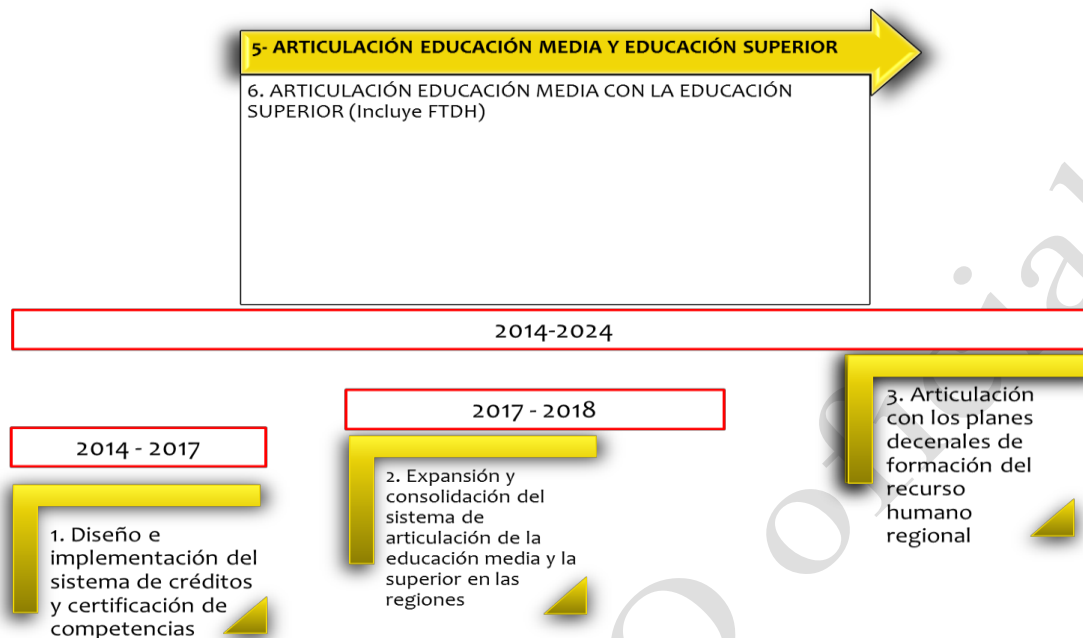 5- ARTICULACIÓN EDUCACIÓN MEDIA Y EDUCACIÓN SUPERIOR
6. ARTICULACIÓN EDUCACIÓN MEDIA CON LA EDUCACIÓN
SUPERIOR (Incluye FTDH)
2014-2024
2014 - 2017
1. Diseño e
implementación del
sistema de créditos
y certificación de
competencias
2017 - 2018
2. Expansión y
consolidación del
sistema de
articulación de la
educación media y la
superior en las
regiones
3. Articulación
con los planes
decenales de
formación del
recurso
humano
regional